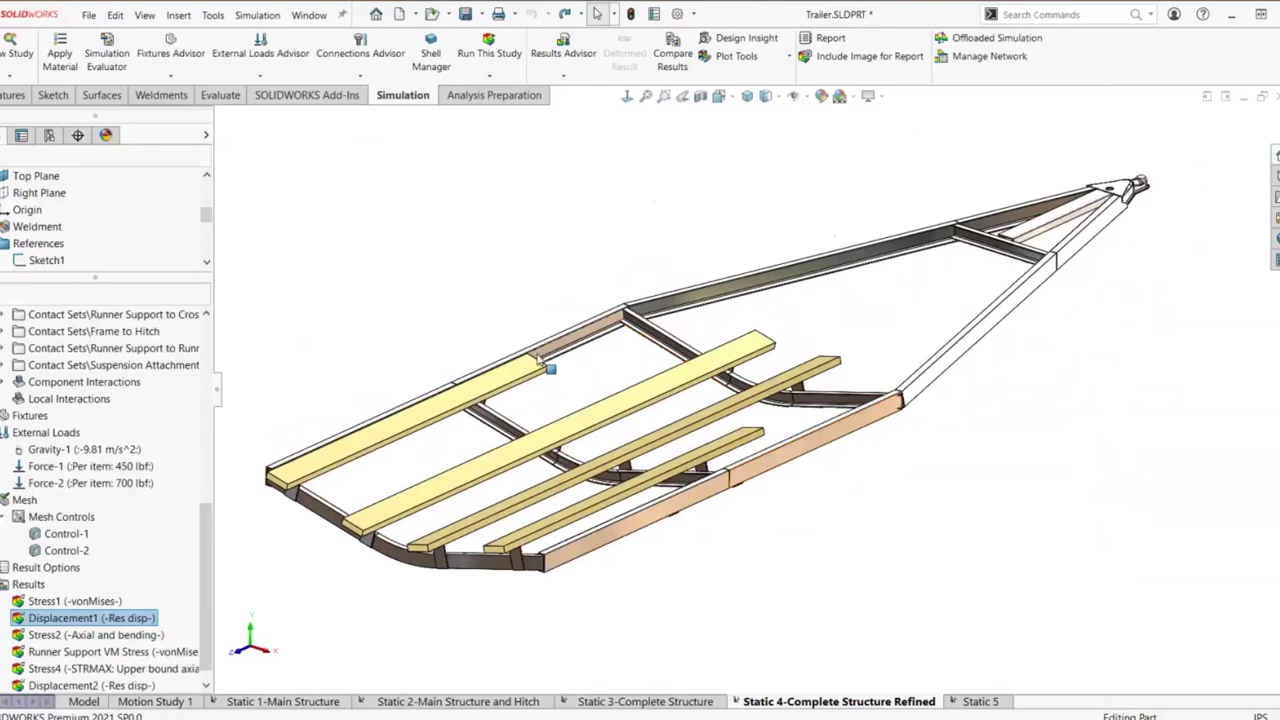 SOLIDWORKS File Edit View Insert Tools Simulation Window Trailer.SLDPRT * Search Commands
w Study Apply Material Simulation Evaluator Fixtures Advisor External Loads Advisor Connections Advisor Shell Manager Run This Study Results Advisor Deformed Result Compare Results
Design Insight
Plot Tools
Report
Include Image for Report
Offloaded Simulation
Manage Network
atures Sketch Surfaces Weldments Evaluate SOLIDWORKS Add-Ins Simulation Analysis Preparation
Top Plane
Right Plane
Origin
Weldment
References
Sketch1
Contact Sets\Runner Support to Cros
Contact Sets\Frame to Hitch
Contact Sets\Runner Support to Runr
Contact Sets\Suspension Attachment
Component Interactions
Local Interactions
Fixtures
External Loads
Gravity-1 (:-9.81 m/s^2:)
Force-1 (:Per item: 450 lbf:)
Force-2 (:Per item: 700 lbf:)
Mesh
Mesh Controls
Control-1
Control-2
Result Options
Results
Stress1 (-vonMises-)
Displacement1 (-Res disp-)
Stress2 (-Axial and bending-)
Runner Support VM Stress (-vonMise
Stress4 (-STRMAX: Upper bound axia
Displacement2 (-Res disp-)
Y
Z X
Model Motion Study 1 Static 1-Main Structure Static 2-Main Structure and Hitch Static 3-Complete Structure Static 4-Complete Structure Refined Static 5
DWORKS Premium 2021 SP0.0 Editing Part IPS